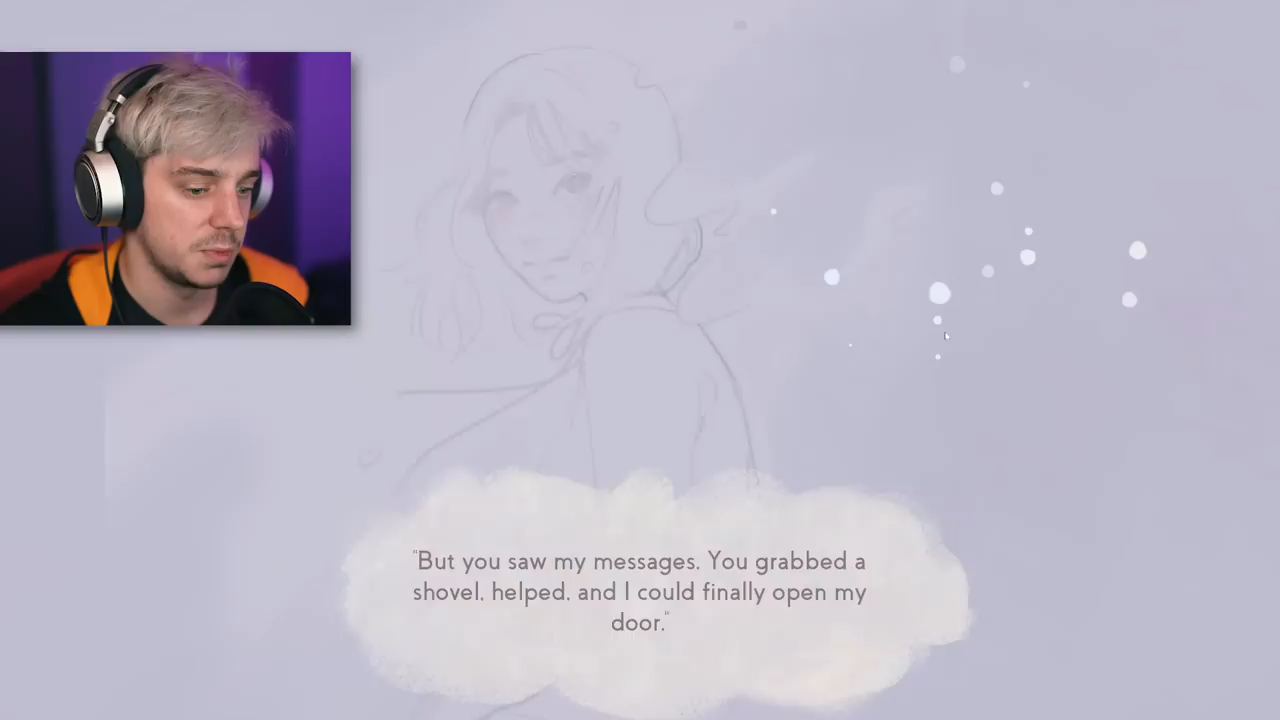 "But you saw my messages. You grabbed a
shovel, helped, and I could finally open my
door."